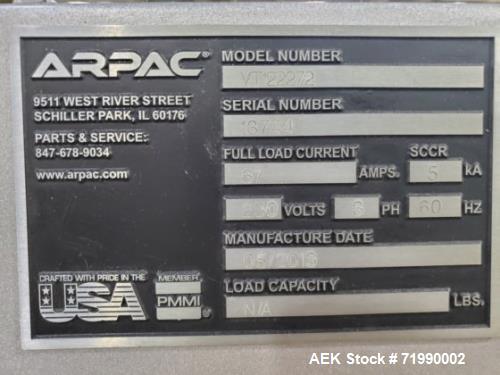 ARPAC®
9511 WEST RIVER STREET
SCHILLER PARK, IL 60176
PARTS & SERVICE:
847-678-9034
www.arpac.com
CRAFTED WITH PRIDE IN THE
USA®
MEMBER
PMMI
MODEL NUMBER
SERIAL NUMBER
FULL LOAD CURRENT SCCR
67 AMPS. 5 kA
VOLTS 3 PH 60 HZ
MANUFACTURE DATE
LOAD CAPACITY
N/A LBS.
AEK Stock # 71990002